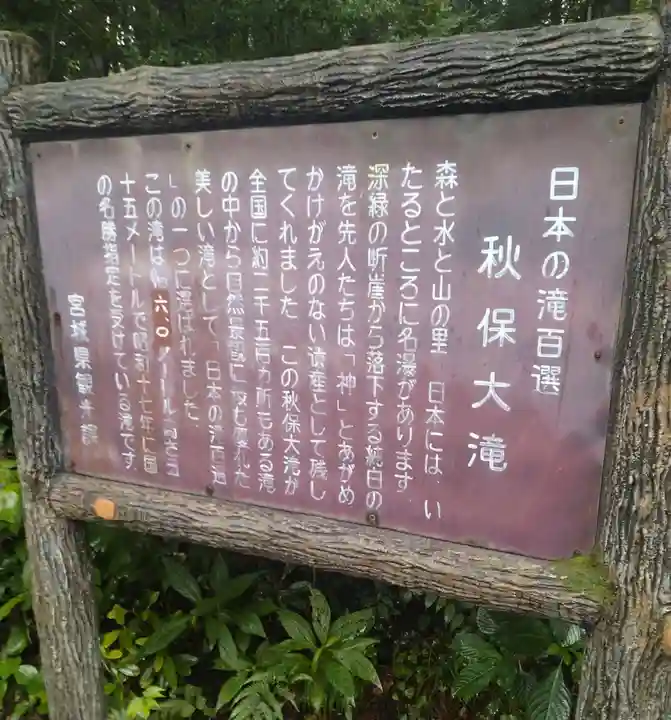 日本の滝百選
秋保大滝
森と水と山の里 日本には い
たるところに名瀑があります
深緑の断崖から落下する純白の
滝を先人たちは「神」とあがめ
かけがえのない遺産として残し
てくれました この秋保大滝が
全国に約二千五百カ所もある滝
の中から自然景観に最も優れた
美しい滝として「日本の滝百選
」の一つに選ばれました
この滝は幅六.〇メートル高さ五
十五メートルで昭和十七年に国
の名勝指定を受けている滝です
宮城県観光課